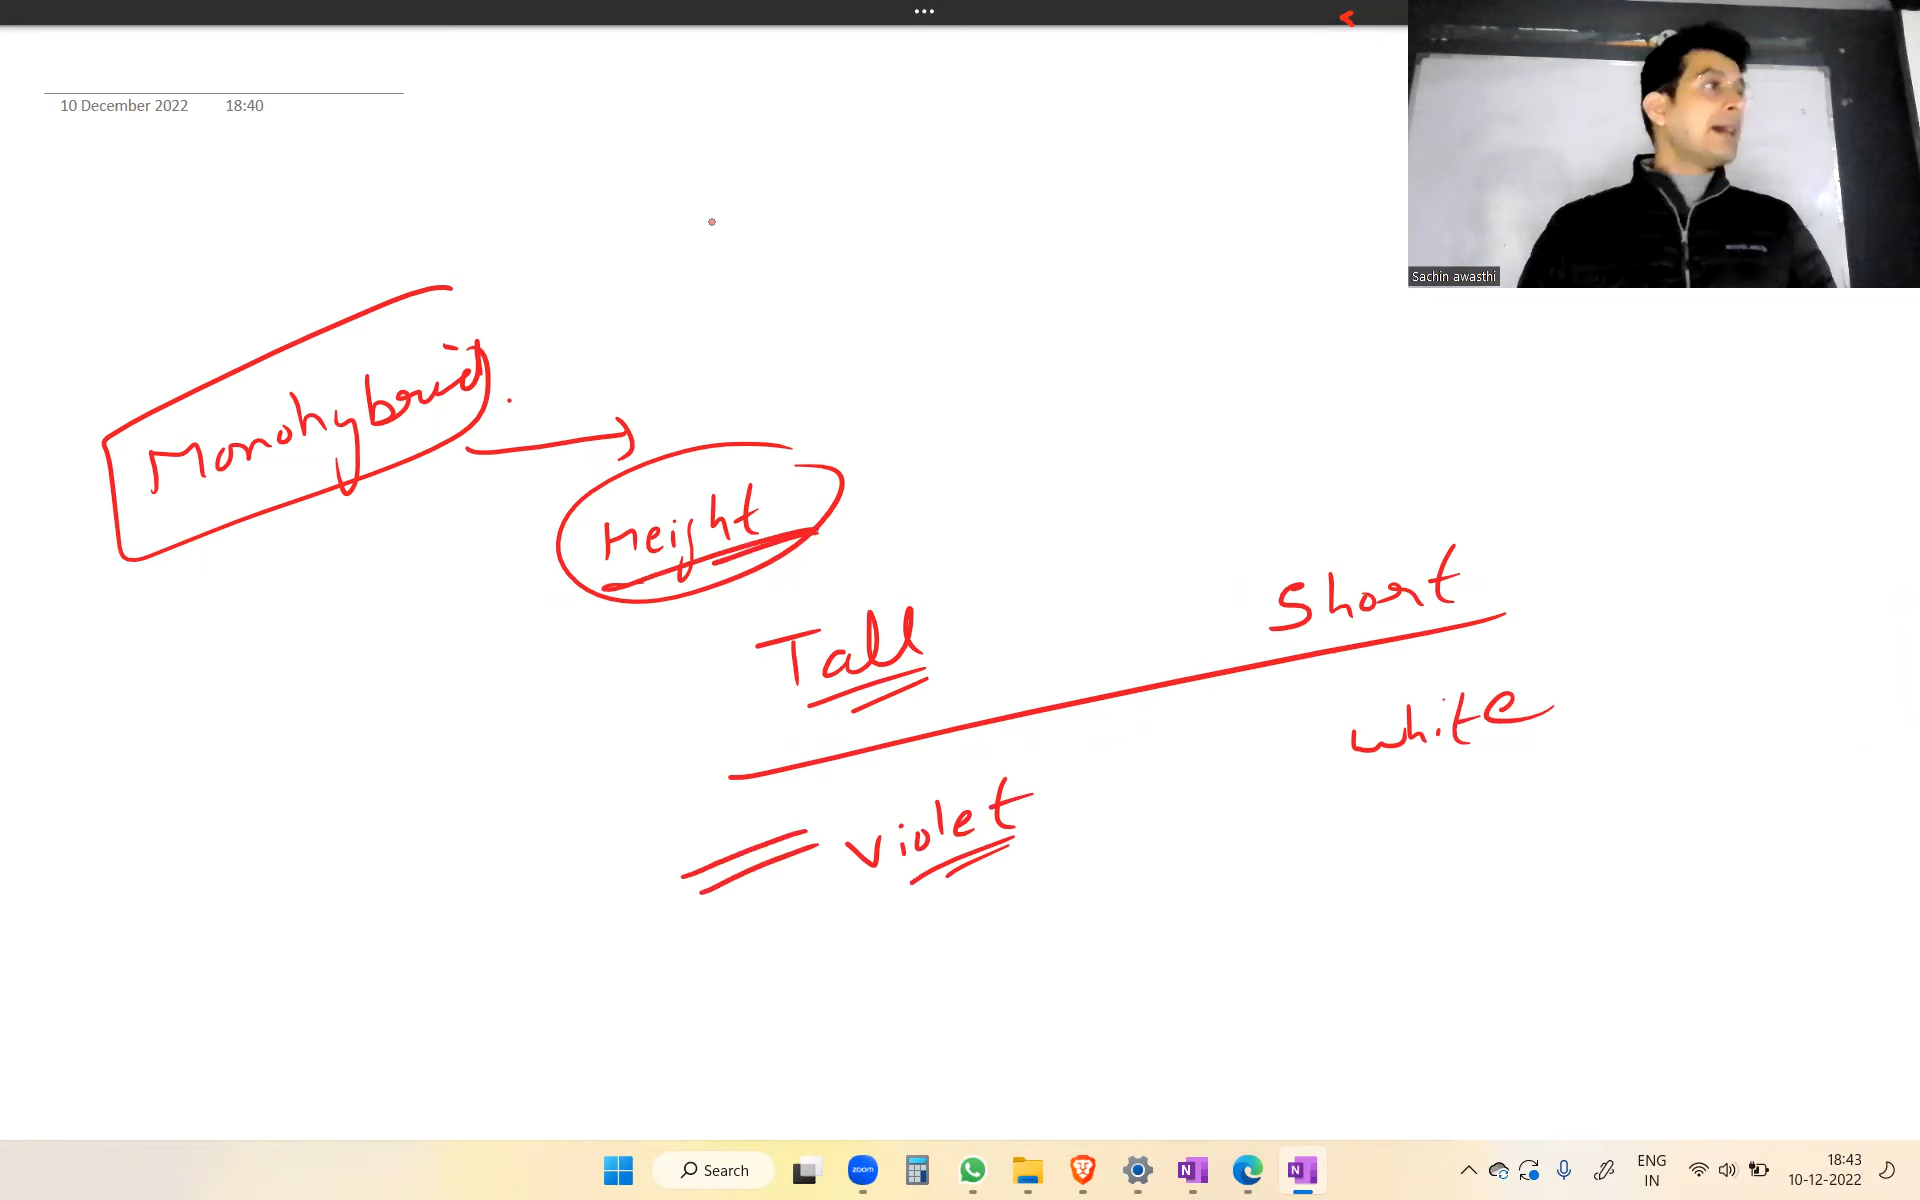 ...
10 December 2022 18:40
Sachin awasthi
Monohybrid.
Height
Tall Short
violet white
Search
zoom
N
N
ENG
IN
18:43
10-12-2022